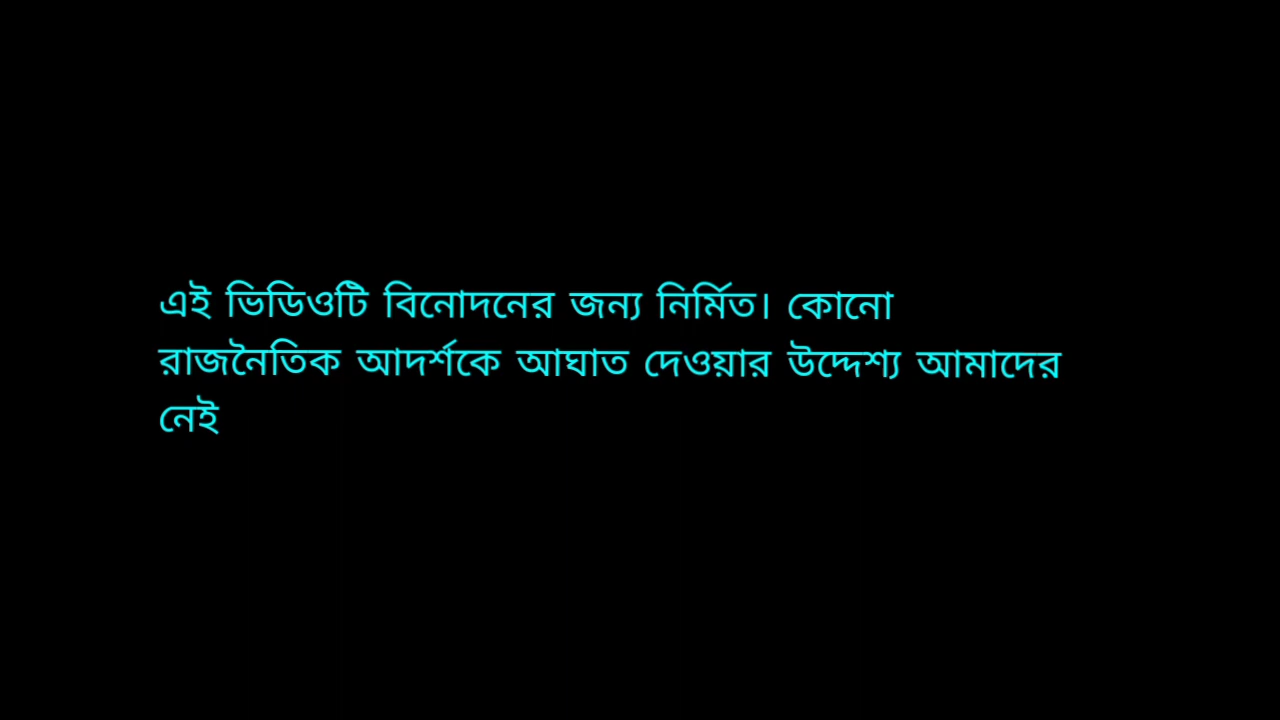 এই ভিডিওটি বিনোদনের জন্য নির্মিত। কোনো
রাজনৈতিক আদর্শকে আঘাত দেওয়ার উদ্দেশ্য আমাদের
নেই